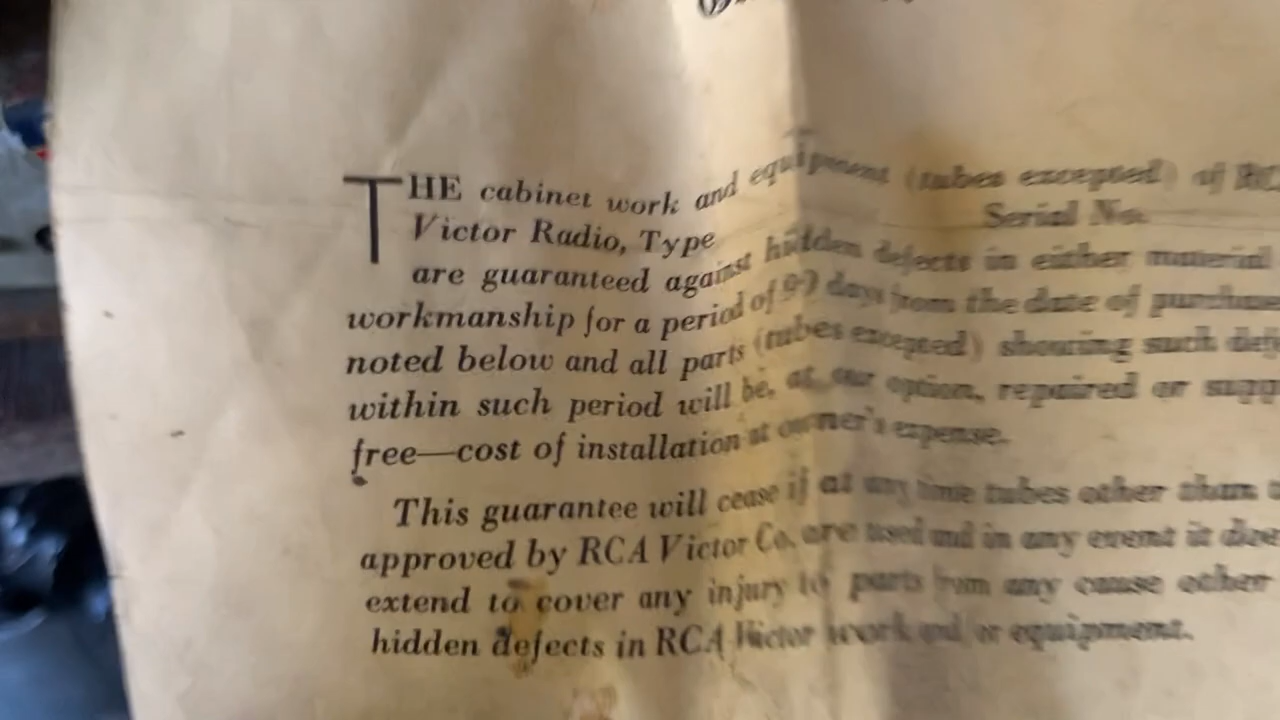 THE cabinet work and equipment (tubes excepted) of RC
Victor Radio, Type Serial No.
are guaranteed against hidden defects in either material
workmanship for a period of 90 days from the date of purchase
noted below and all parts (tubes excepted) showing such def
within such period will be, at our option, repaired or supp
free—cost of installation at owner's expense.
This guarantee will cease if at any time tubes other than
approved by RCA Victor Co. are used and in any event it doe
extend to cover any injury to parts from any cause other
hidden defects in RCA Victor work and/or equipment.